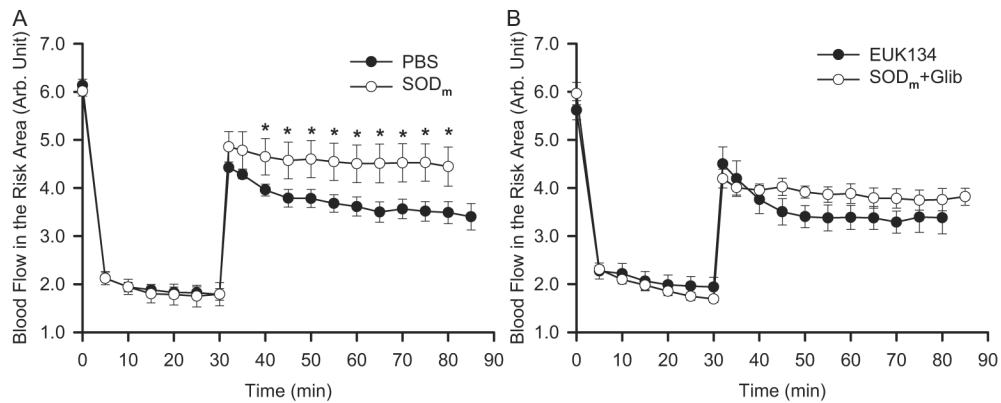 A
Blood Flow in the Risk Area (Arb. Unit)
7.0
6.0
5.0
4.0
3.0
2.0
1.0
PBS
SODm
* * * * * * * * *
0 10 20 30 40 50 60 70 80 90
Time (min)
B
Blood Flow in the Risk Area (Arb. Unit)
7.0
6.0
5.0
4.0
3.0
2.0
1.0
EUK134
SODm+Glib
0 10 20 30 40 50 60 70 80 90
Time (min)